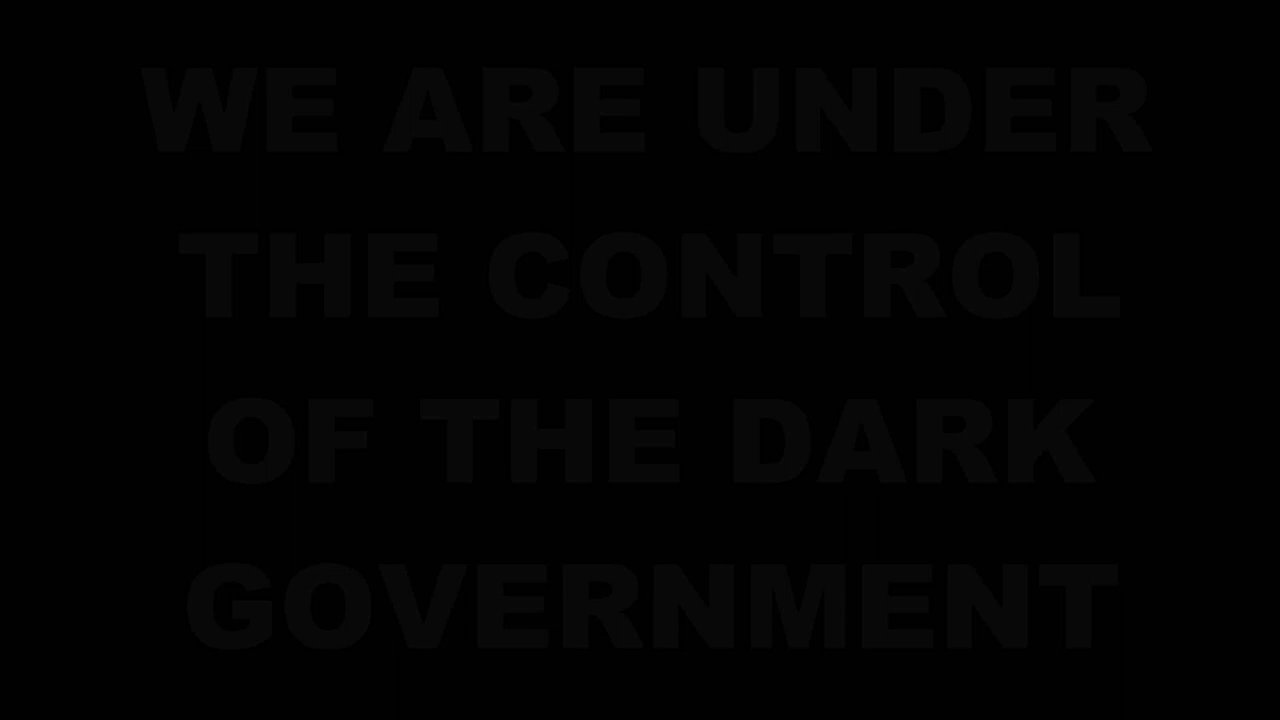 WE ARE UNDER
THE CONTROL
OF THE DARK
GOVERNMENT